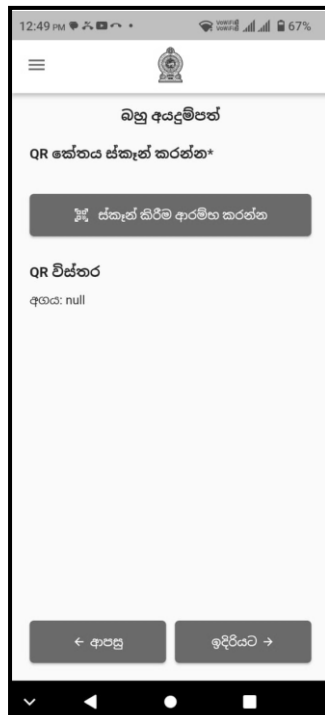 12:49 PM 67%
බහු අයදුම්පත්
QR කේතය ස්කෑන් කරන්න*
ස්කෑන් කිරීම ආරම්භ කරන්න
QR විස්තර
අගය: null
← ආපසු
ඉදිරියට →